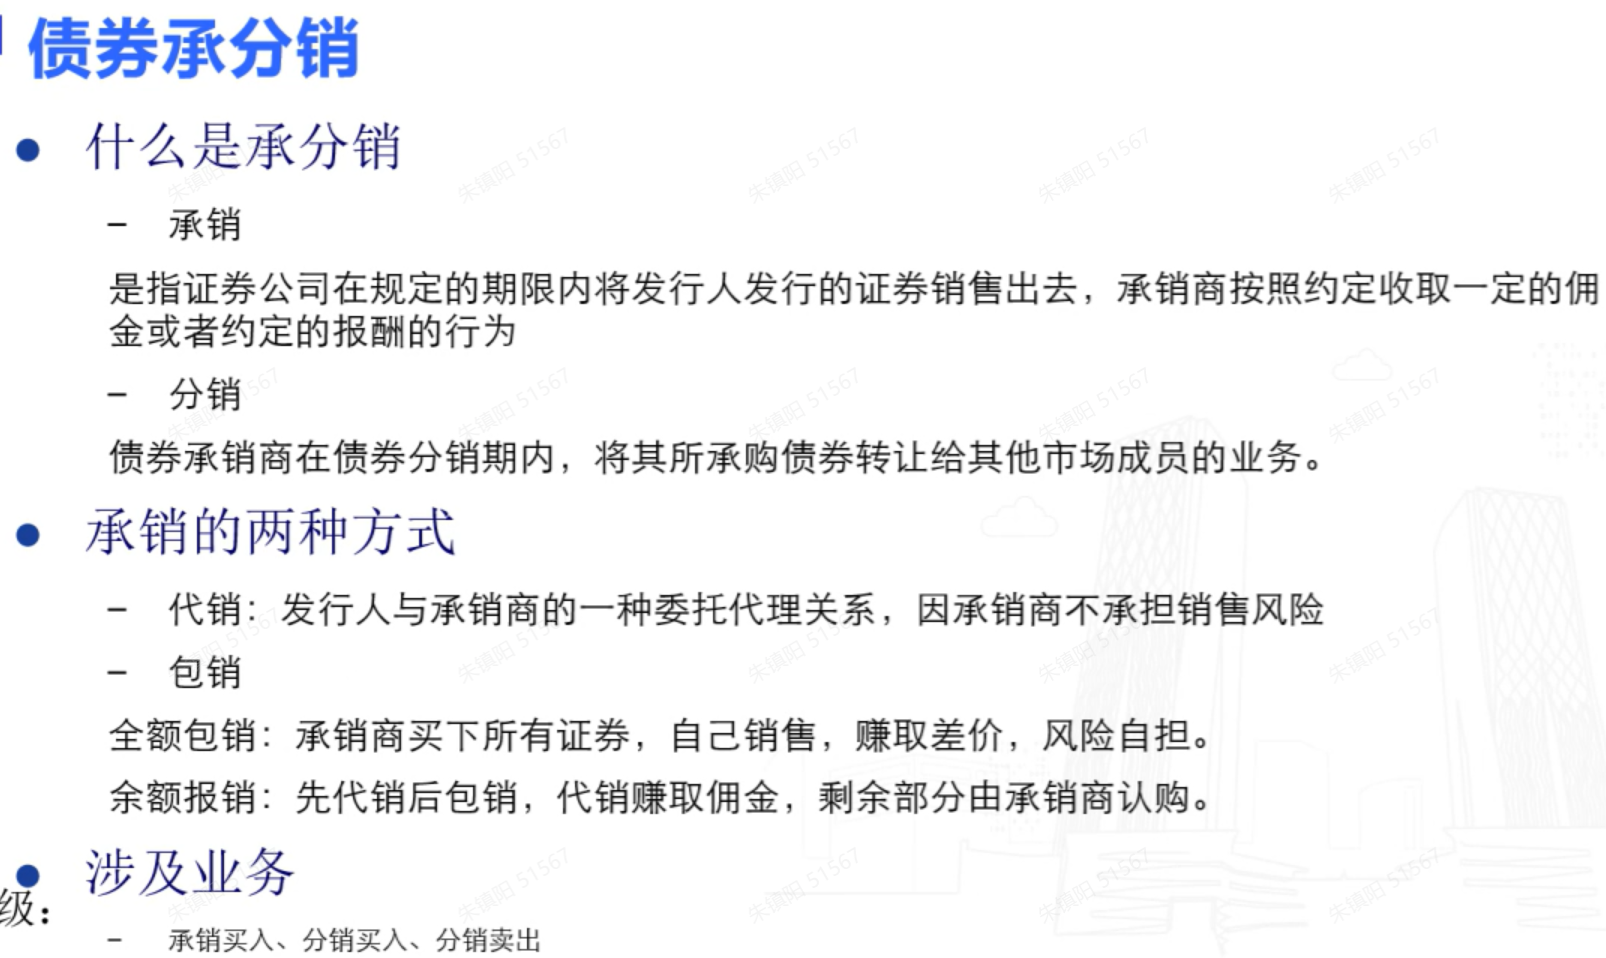 债券承分销
● 什么是承分销
– 承销
是指证券公司在规定的期限内将发行人发行的证券销售出去，承销商按照约定收取一定的佣
金或者约定的报酬的行为
– 分销
债券承销商在债券分销期内，将其所承购债券转让给其他市场成员的业务。
● 承销的两种方式
– 代销：发行人与承销商的一种委托代理关系，因承销商不承担销售风险
– 包销
全额包销：承销商买下所有证券，自己销售，赚取差价，风险自担。
余额报销：先代销后包销，代销赚取佣金，剩余部分由承销商认购。
● 涉及业务
级：
– 承销买入、分销买入、分销卖出
朱镇阳 51567